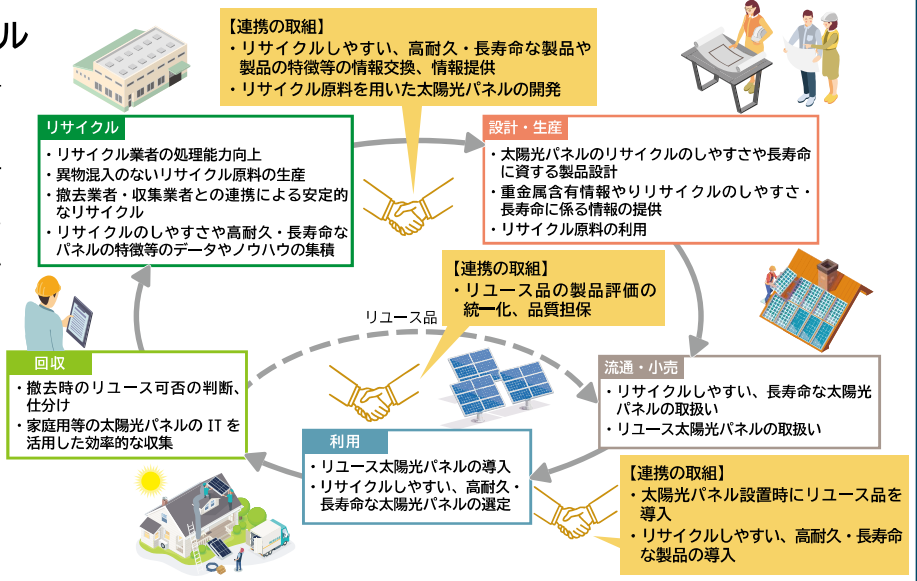 ル
【連携の取組】
・リサイクルしやすい、高耐久・長寿命な製品や
製品の特徴等の情報交換、情報提供
・リサイクル原料を用いた太陽光パネルの開発
リサイクル
・リサイクル業者の処理能力向上
・異物混入のないリサイクル原料の生産
・撤去業者・収集業者との連携による安定的
なリサイクル
・リサイクルのしやすさや高耐久・長寿命な
パネルの特徴等のデータやノウハウの集積
設計・生産
・太陽光パネルのリサイクルのしやすさや長寿命
に資する製品設計
・重金属含有情報やりリサイクルのしやすさ・
長寿命に係る情報の提供
・リサイクル原料の利用
【連携の取組】
・リユース品の製品評価の
統一化、品質担保
リユース品
回収
・撤去時のリユース可否の判断、
仕分け
・家庭用等の太陽光パネルの IT を
活用した効率的な収集
流通・小売
・リサイクルしやすい、長寿命な太陽光
パネルの取扱い
・リユース太陽光パネルの取扱い
利用
・リユース太陽光パネルの導入
・リサイクルしやすい、高耐久・
長寿命な太陽光パネルの選定
【連携の取組】
・太陽光パネル設置時にリユース品を
導入
・リサイクルしやすい、高耐久・長寿命
な製品の導入